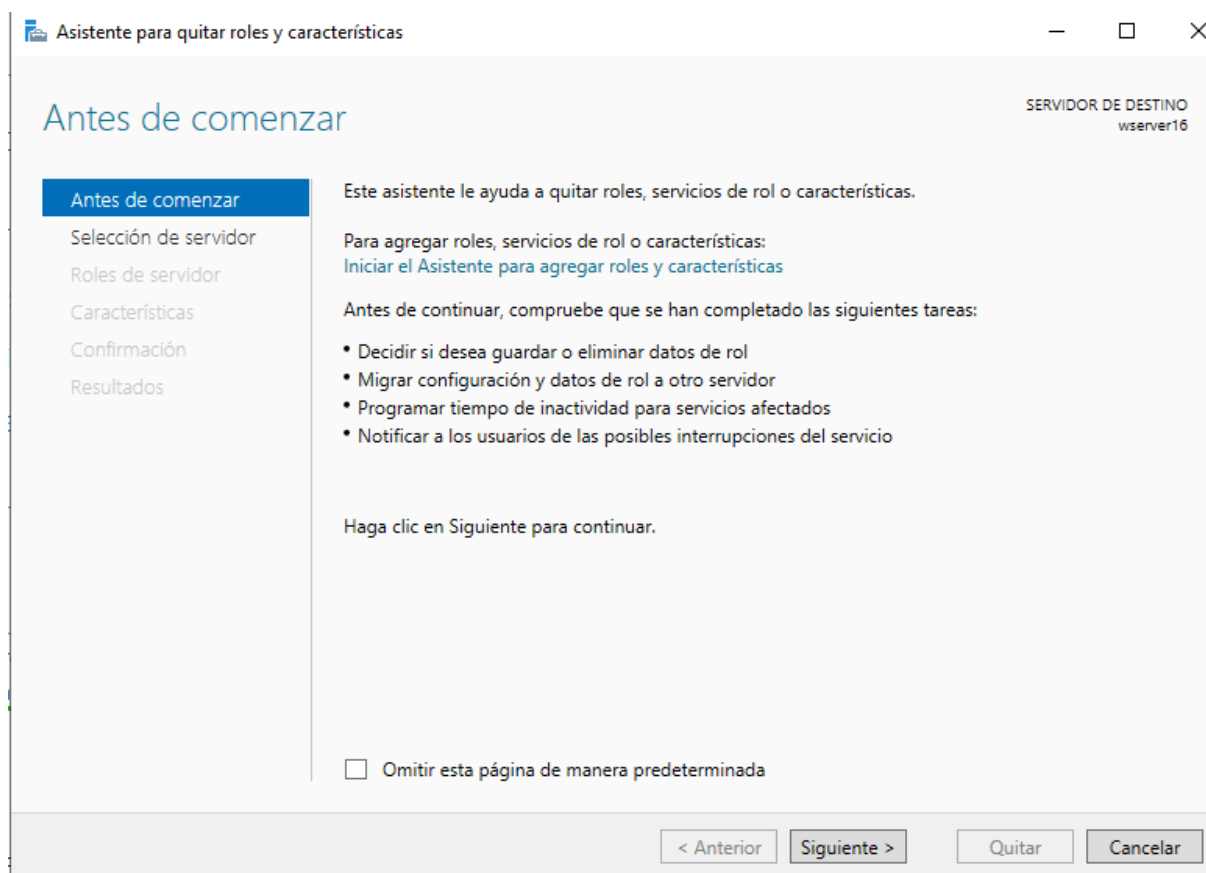 Asistente para quitar roles y características
Antes de comenzar
SERVIDOR DE DESTINO
wserver16
Antes de comenzar
Selección de servidor
Roles de servidor
Características
Confirmación
Resultados
Este asistente le ayuda a quitar roles, servicios de rol o características.
Para agregar roles, servicios de rol o características:
Iniciar el Asistente para agregar roles y características
Antes de continuar, compruebe que se han completado las siguientes tareas:
• Decidir si desea guardar o eliminar datos de rol
• Migrar configuración y datos de rol a otro servidor
• Programar tiempo de inactividad para servicios afectados
• Notificar a los usuarios de las posibles interrupciones del servicio
Haga clic en Siguiente para continuar.
Omitir esta página de manera predeterminada
< Anterior Siguiente > Quitar Cancelar